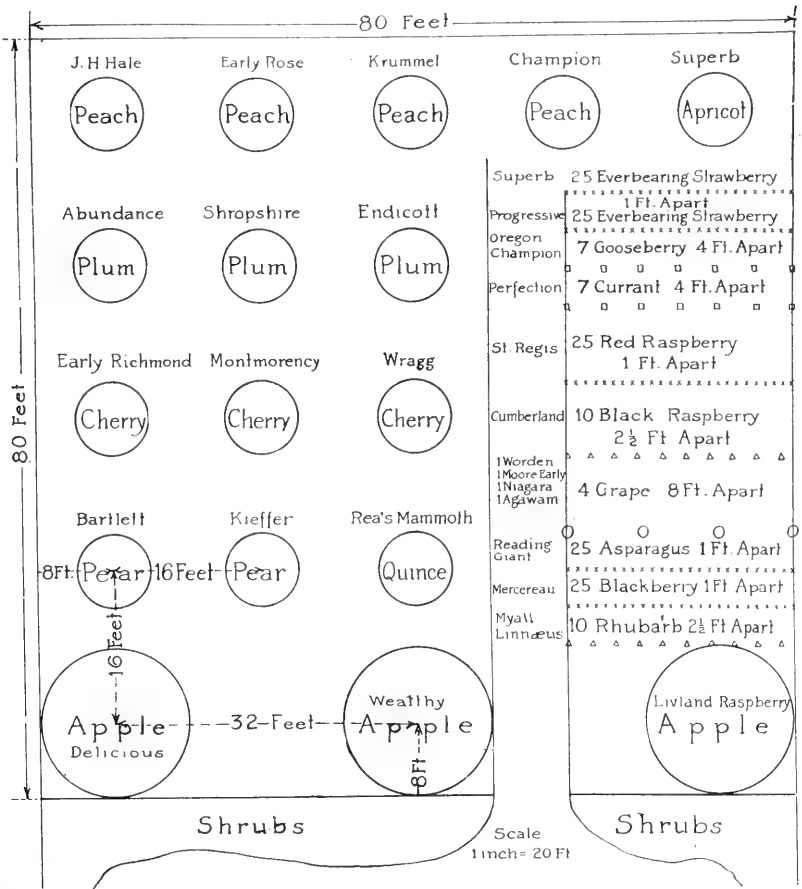 80 Feet
J. H Hale
Early Rose
Krummel
Champion
Superb
Peach
Peach
Peach
Peach
Apricot
Superb 25 Everbearing Strawberry
1 Ft. Apart
Progressive 25 Everbearing Strawberry
Abundance
Shropshire
Endicott
Plum
Plum
Plum
Oregon
Champion
7 Gooseberry 4 Ft. Apart
Perfection 7 Currant 4 Ft. Apart
80 Feet
Early Richmond
Montmorency
Wragg
Cherry
Cherry
Cherry
St. Regis 25 Red Raspberry
1 Ft. Apart
Cumberland 10 Black Raspberry
2½ Ft Apart
1 Worden
1 Moore Early
1 Niagara
1 Agawam
4 Grape 8 Ft. Apart
Bartlett
Kieffer
Rea's Mammoth
8Ft. Pear 16 Feet Pear
Quince
16 Feet
Reading
Giant
25 Asparagus 1 Ft. Apart
Mercereau 25 Blackberry 1 Ft Apart
Myatt
Linnæus
10 Rhubarb 2½ Ft Apart
Apple
Delicious
32 Feet
Wealthy
Apple
8Ft
Livland Raspberry
Apple
Shrubs
Scale
1 inch = 20 Ft
Shrubs